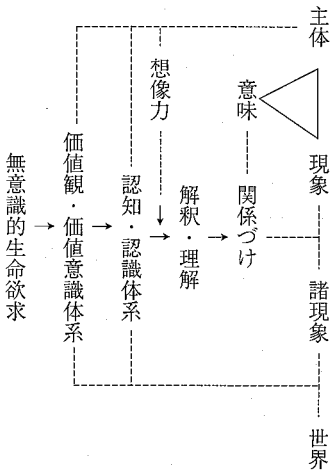 主体
現象
諸現象
世界
意味
関係づけ
解釈・理解
想像力
認知・認識体系
価値観・価値意識体系
無意識的生命欲求